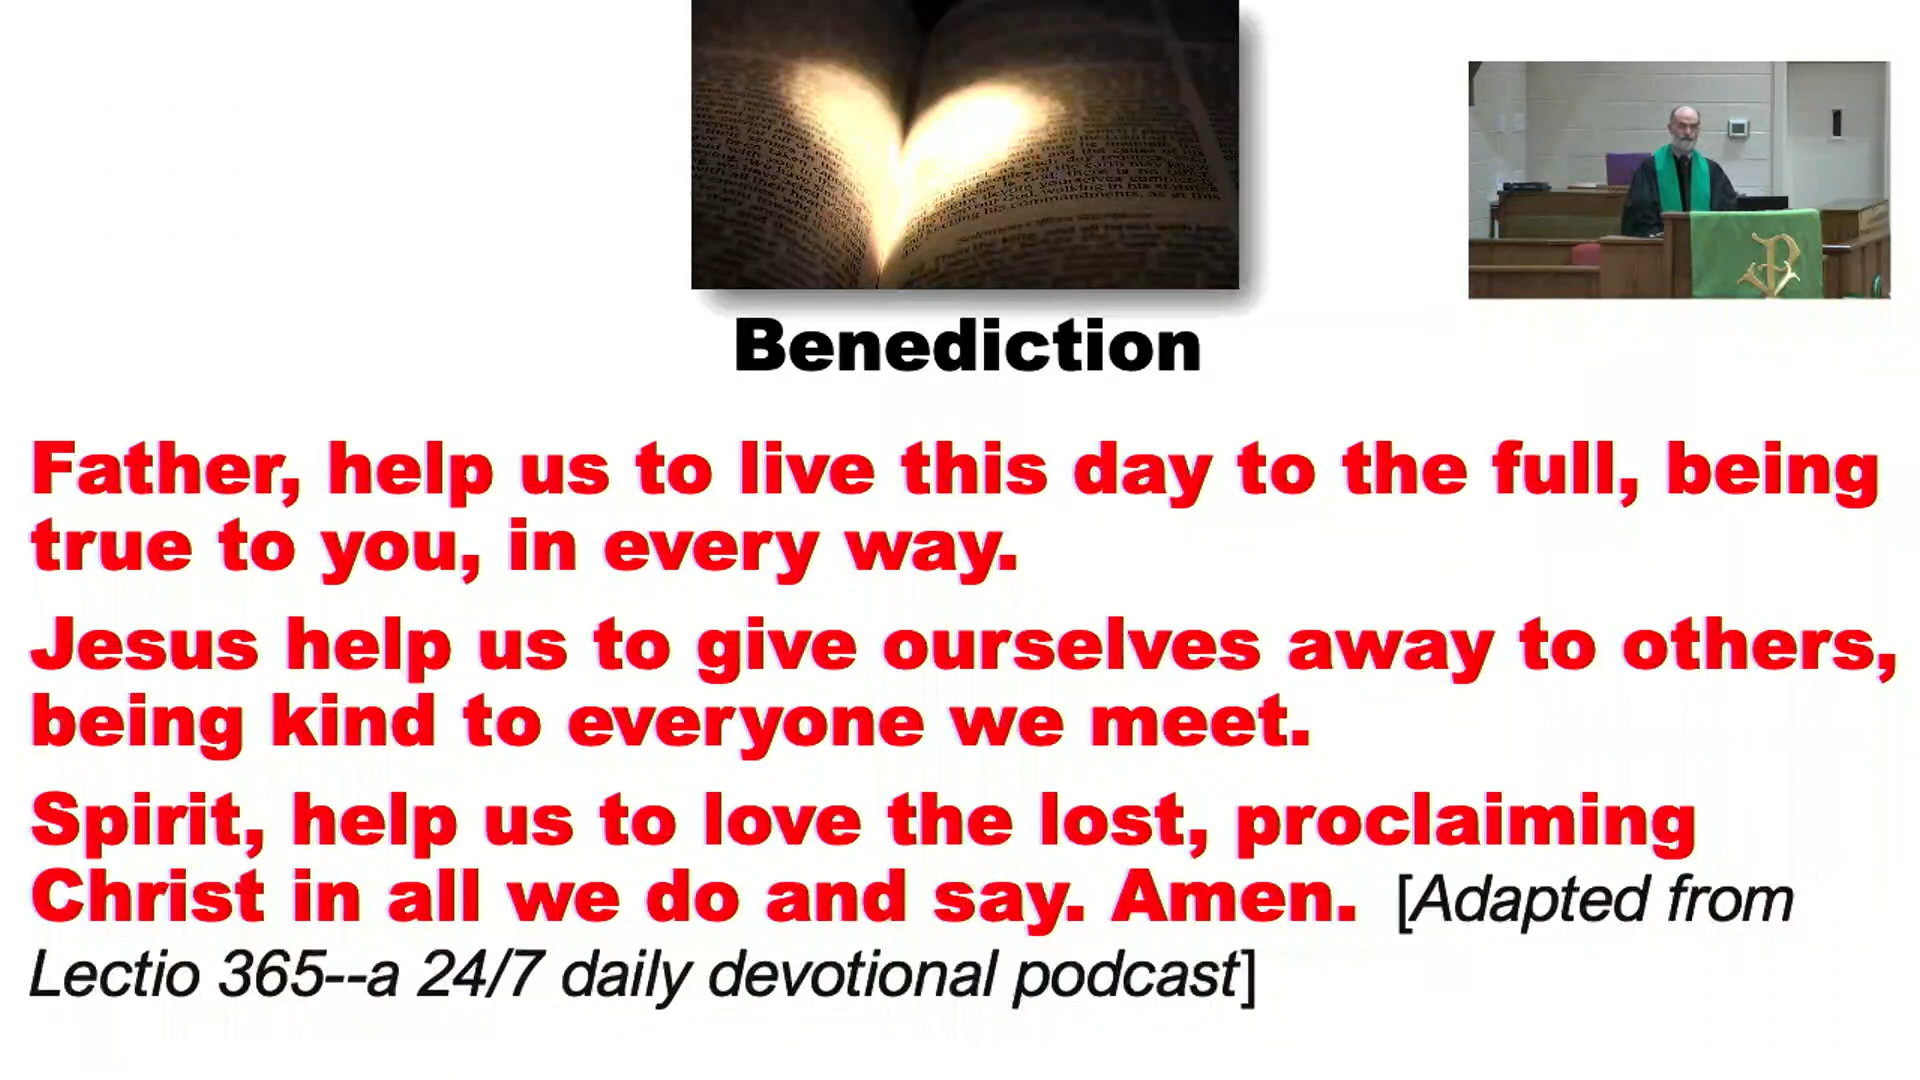 Benediction
Father, help us to live this day to the full, being
true to you, in every way.
Jesus help us to give ourselves away to others,
being kind to everyone we meet.
Spirit, help us to love the lost, proclaiming
Christ in all we do and say. Amen. [Adapted from
Lectio 365--a 24/7 daily devotional podcast]